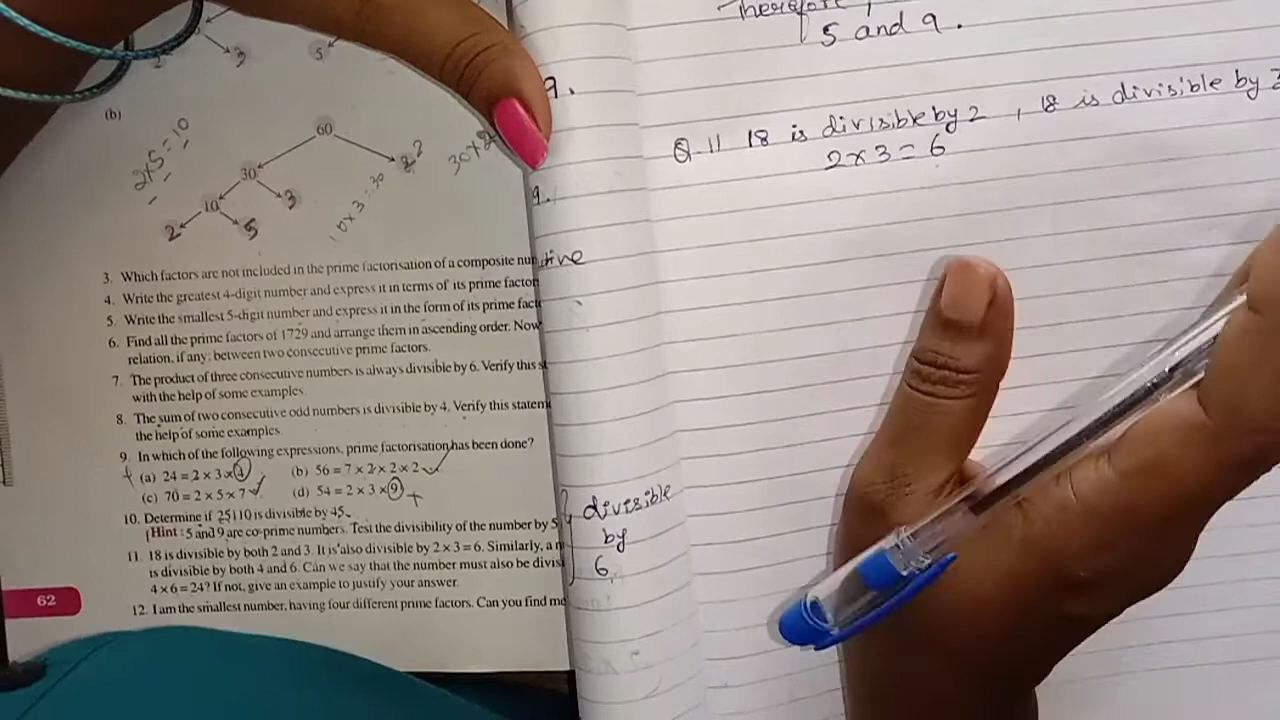 3
5
(b)
2×5=10
60
30×2
30
2?
10×3=30
10
3
2
5
3. Which factors are not included in the prime factorisation of a composite
4. Write the greatest 4-digit number and express it in terms of its prime
5. Write the smallest 5-digit number and express it in the form of its prime
6. Find all the prime factors of 1729 and arrange them in ascending order. Now
relation, if any; between two consecutive prime factors.
7. The product of three consecutive numbers is always divisible by 6. Verify this
with the help of some examples.
8. The sum of two consecutive odd numbers is divisible by 4. Verify this
the help of some examples.
9. In which of the following expressions, prime factorisation has been done?
(a) 24 = 2 × 3 × 4 (b) 56 = 7 × 2 × 2 × 2
(c) 70 = 2 × 5 × 7 (d) 54 = 2 × 3 × 9
10. Determine if 25110 is divisible by 45.
[Hint : 5 and 9 are co-prime numbers. Test the divisibility of the number by 5
11. 18 is divisible by both 2 and 3. It is also divisible by 2 × 3 = 6. Similarly, a
is divisible by both 4 and 6. Can we say that the number must also be
4 × 6 = 24? If not, give an example to justify your answer.
12. I am the smallest number, having four different prime factors. Can you find
62
9.
9.
divisible
by
6.
Therefore,
5 and 9.
Q.11 18 is divisible by 2, 18 is divisible by
2×3=6